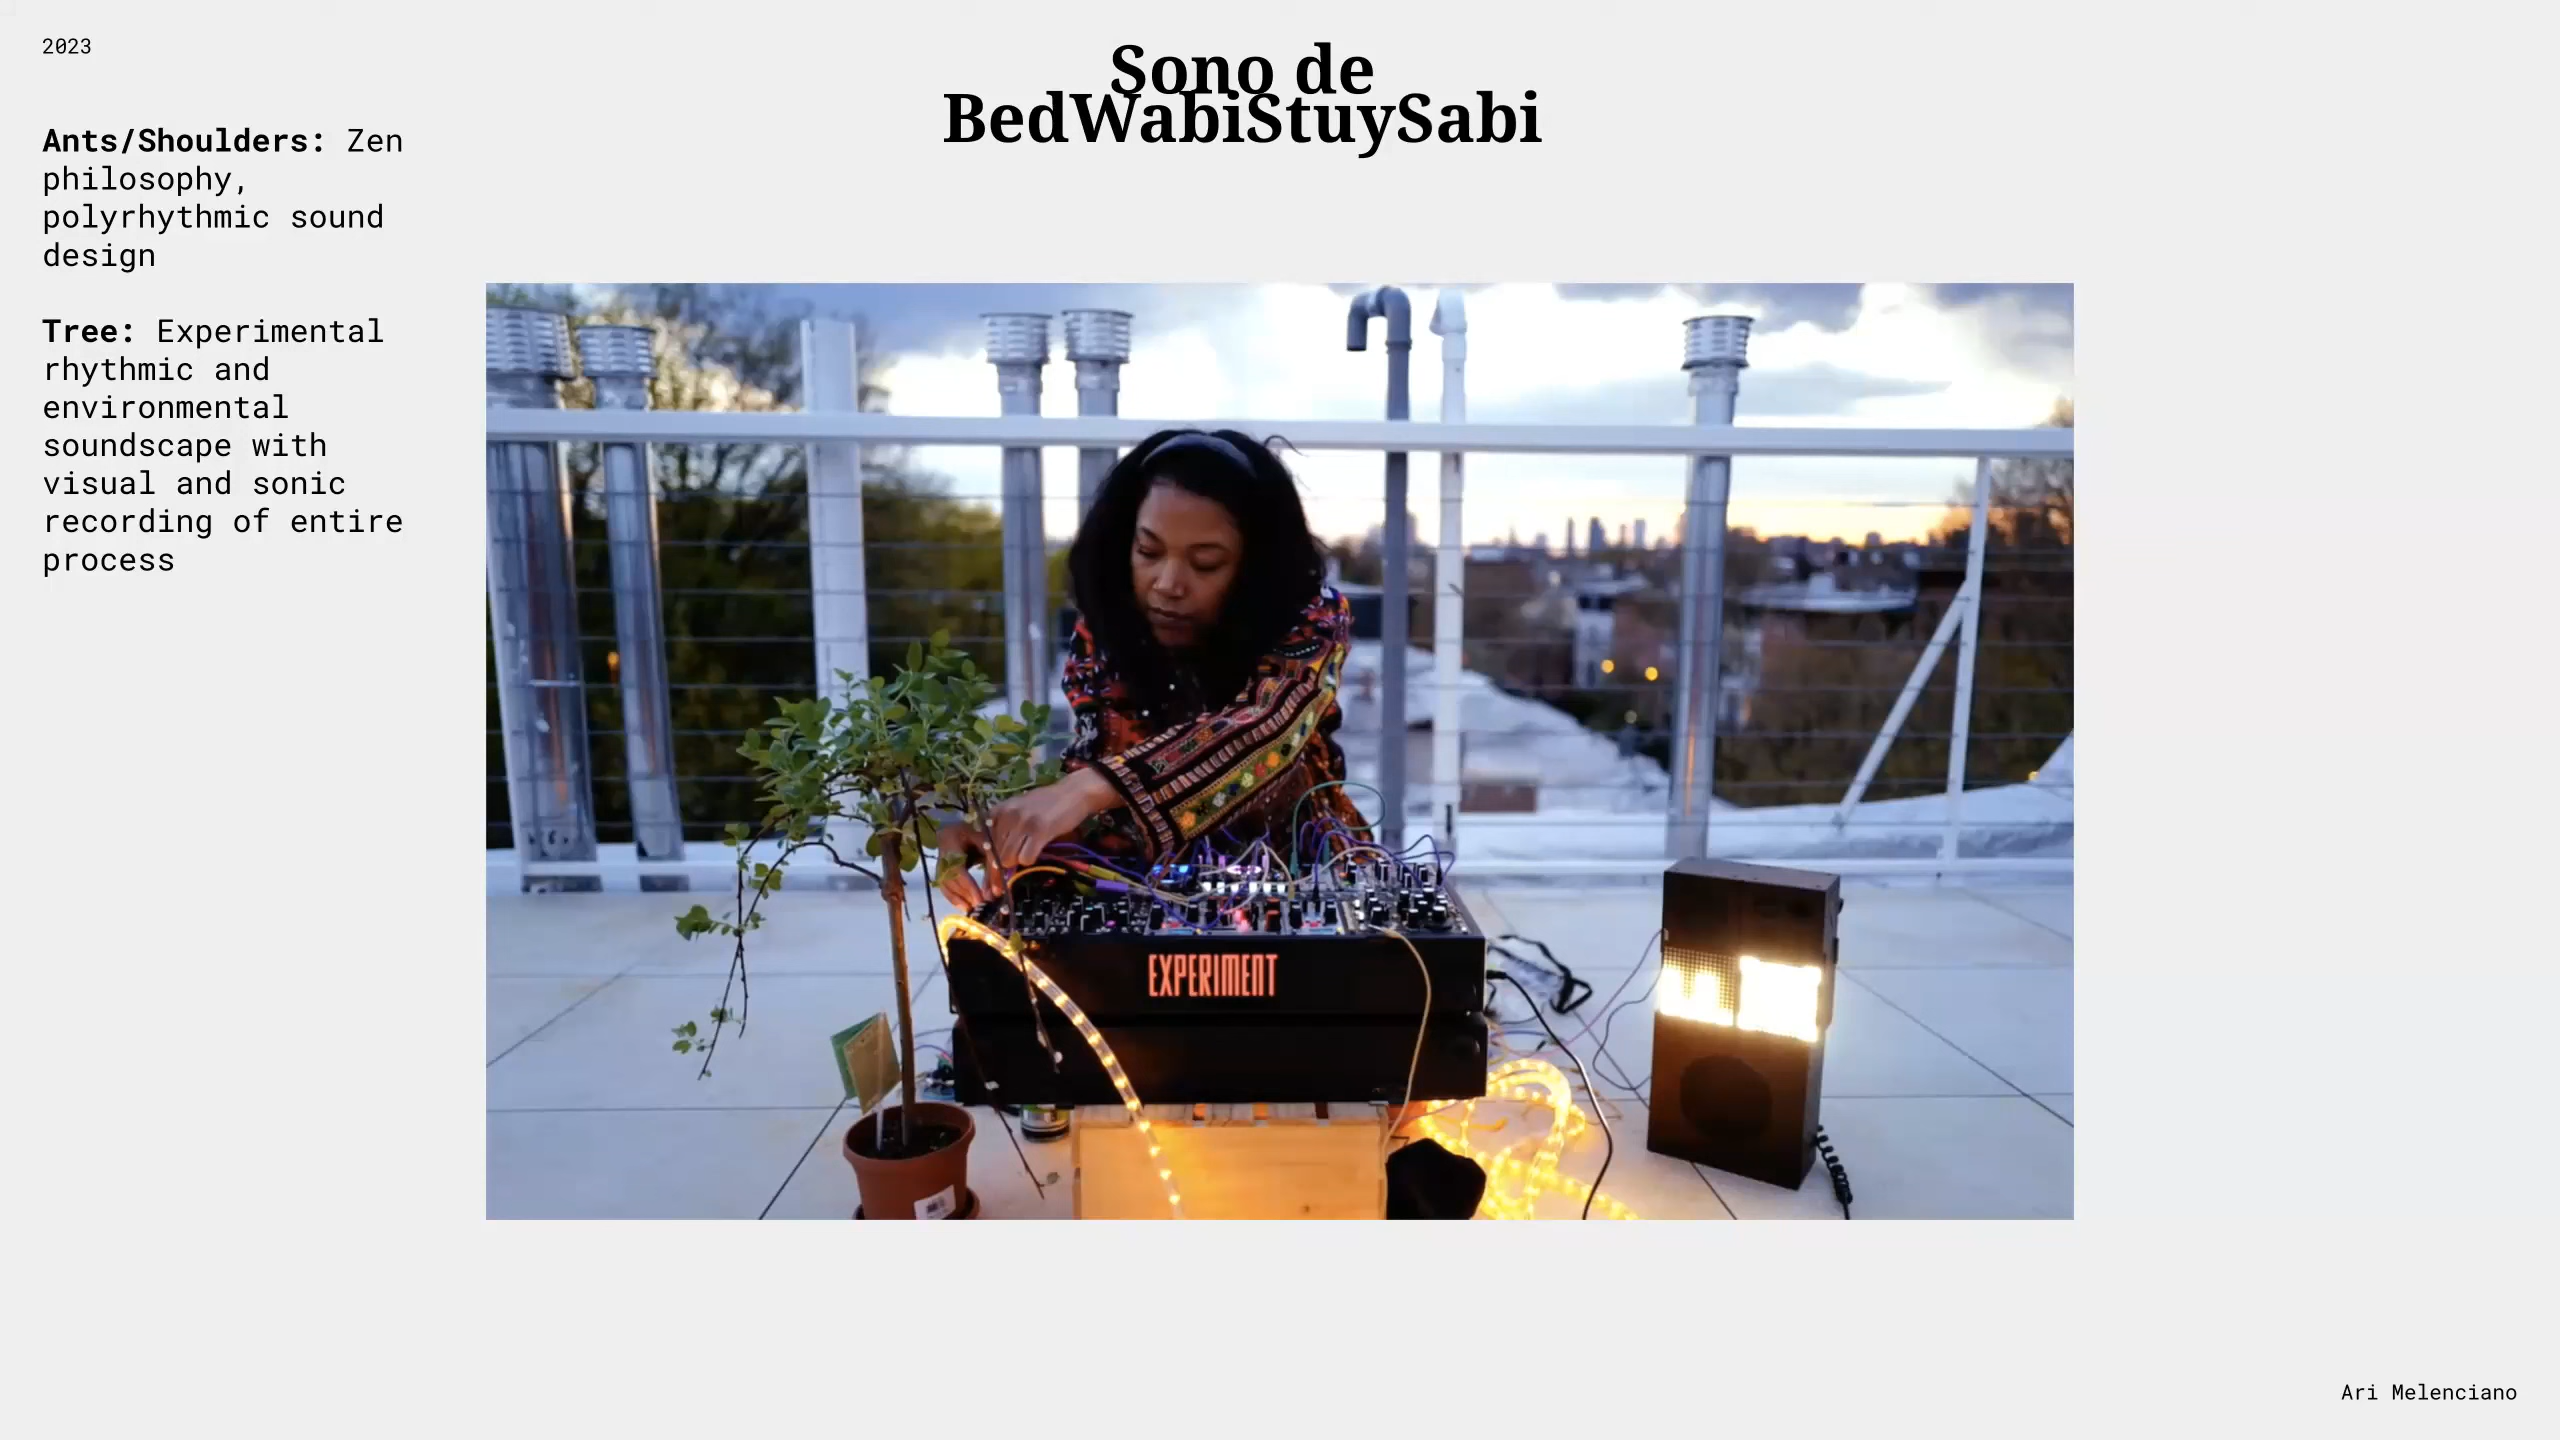 2023
Sono de
BedWabiStuySabi
Ants/Shoulders: Zen
philosophy,
polyrhythmic sound
design
Tree: Experimental
rhythmic and
environmental
soundscape with
visual and sonic
recording of entire
process
EXPERIMENT
Ari Melenciano